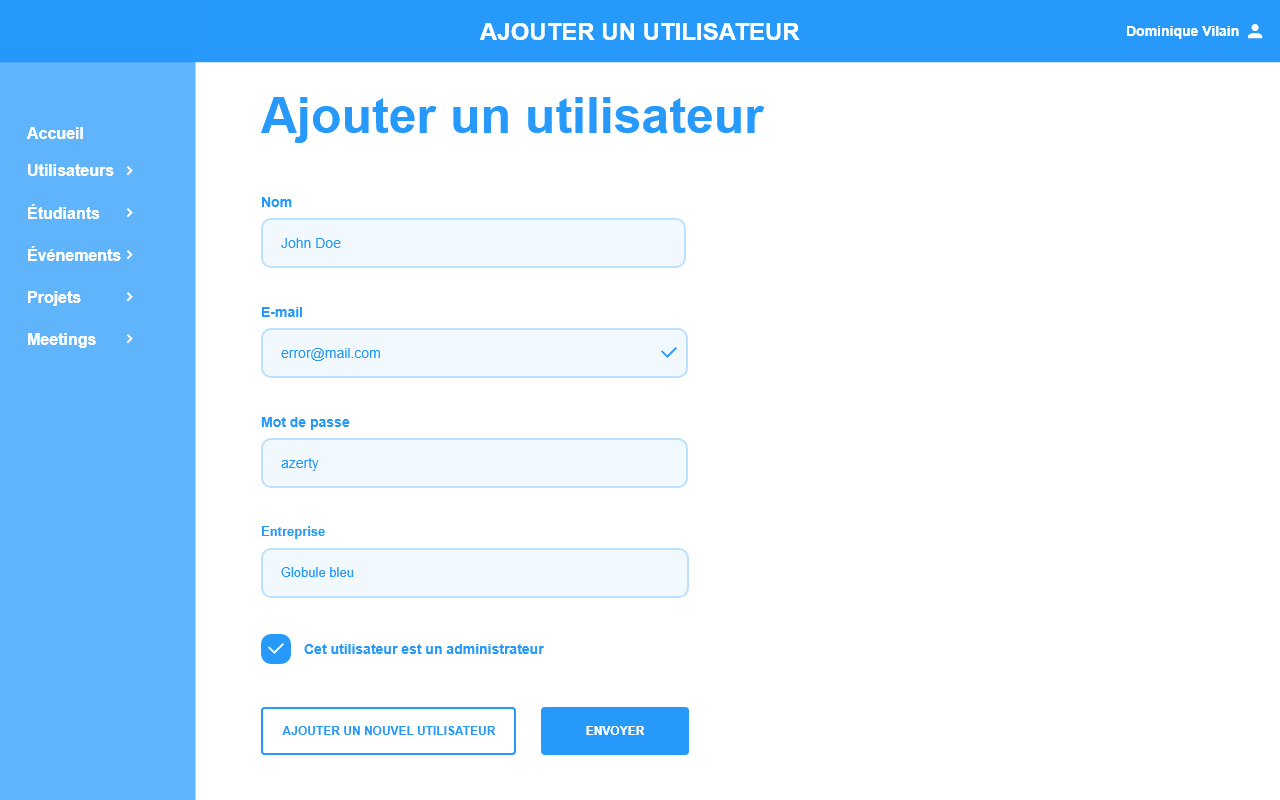 AJOUTER UN UTILISATEUR
Dominique Vilain
Accueil
Utilisateurs
Étudiants
Événements
Projets
Meetings
Ajouter un utilisateur
Nom
John Doe
E-mail
error@mail.com
Mot de passe
azerty
Entreprise
Globule bleu
Cet utilisateur est un administrateur
AJOUTER UN NOUVEL UTILISATEUR
ENVOYER